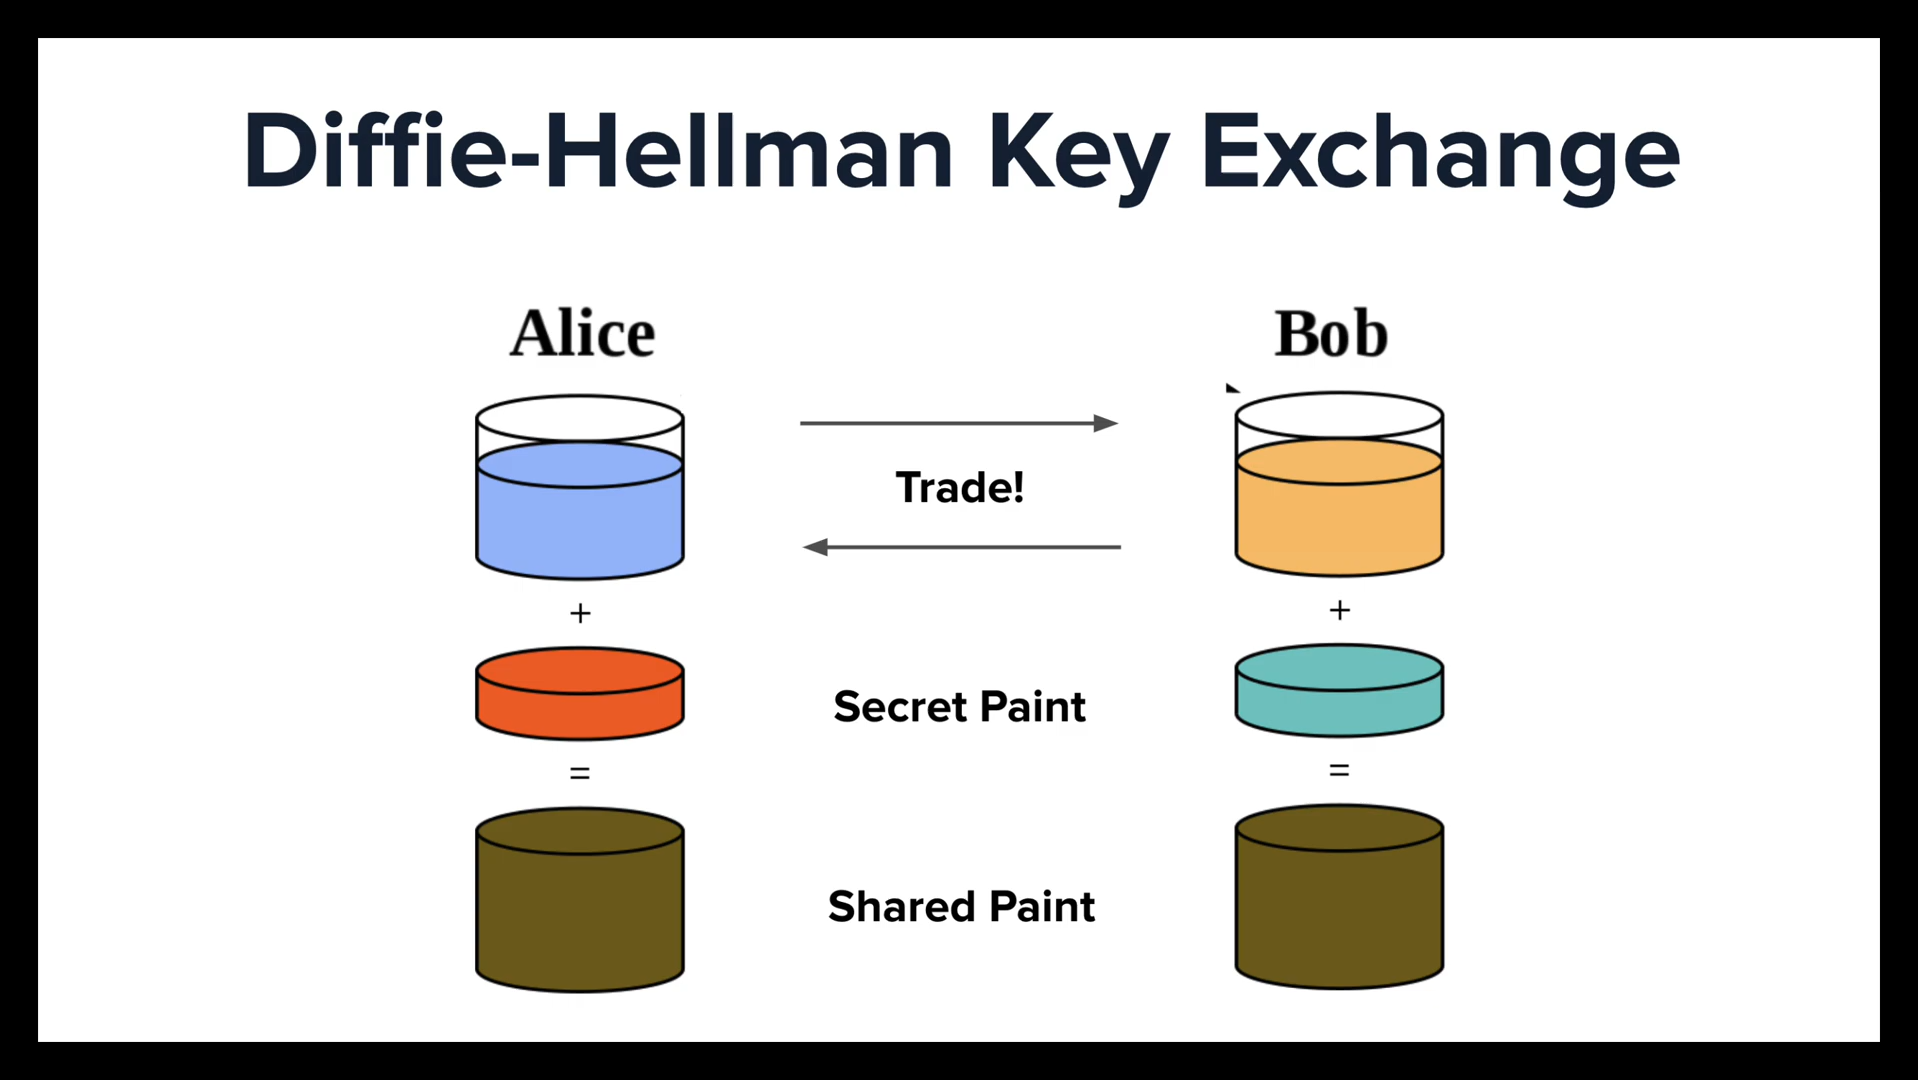 Diffie-Hellman Key Exchange
Alice
Bob
Trade!
+
+
Secret Paint
=
=
Shared Paint